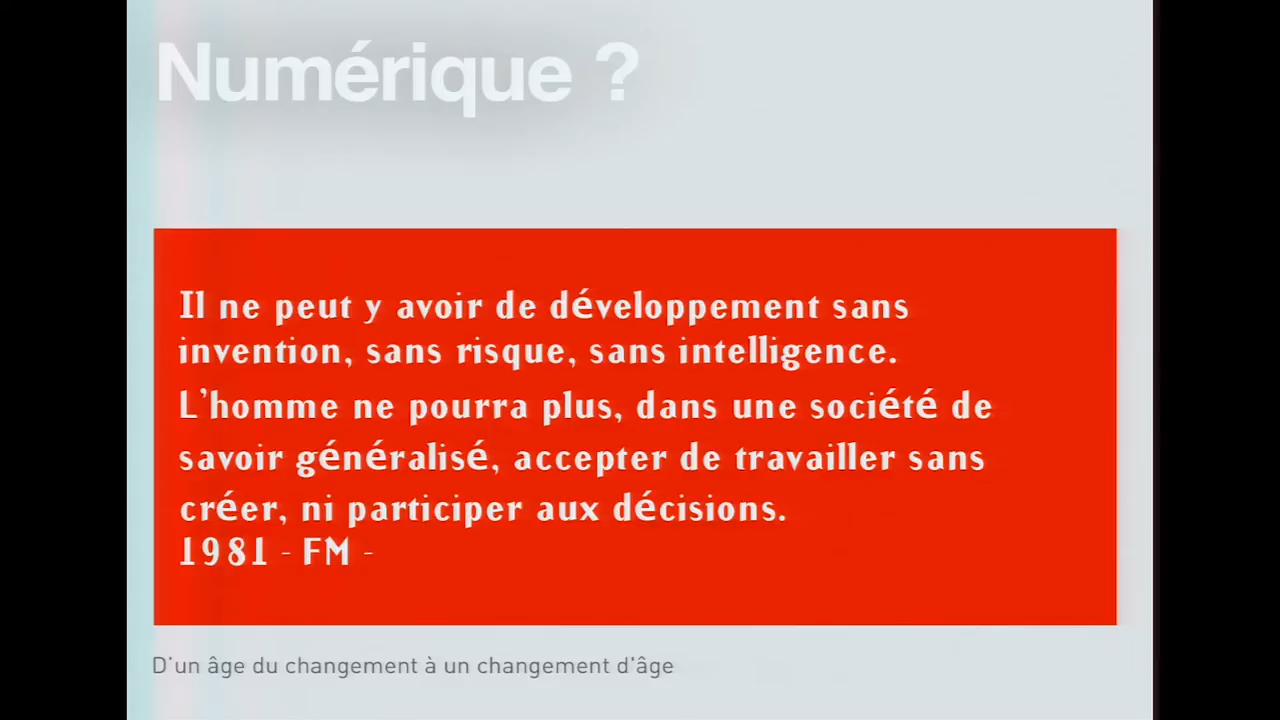 Numérique ?
Il ne peut y avoir de développement sans
invention, sans risque, sans intelligence.
L'homme ne pourra plus, dans une société de
savoir généralisé, accepter de travailler sans
créer, ni participer aux décisions.
1981 - FM -
D'un âge du changement à un changement d'âge